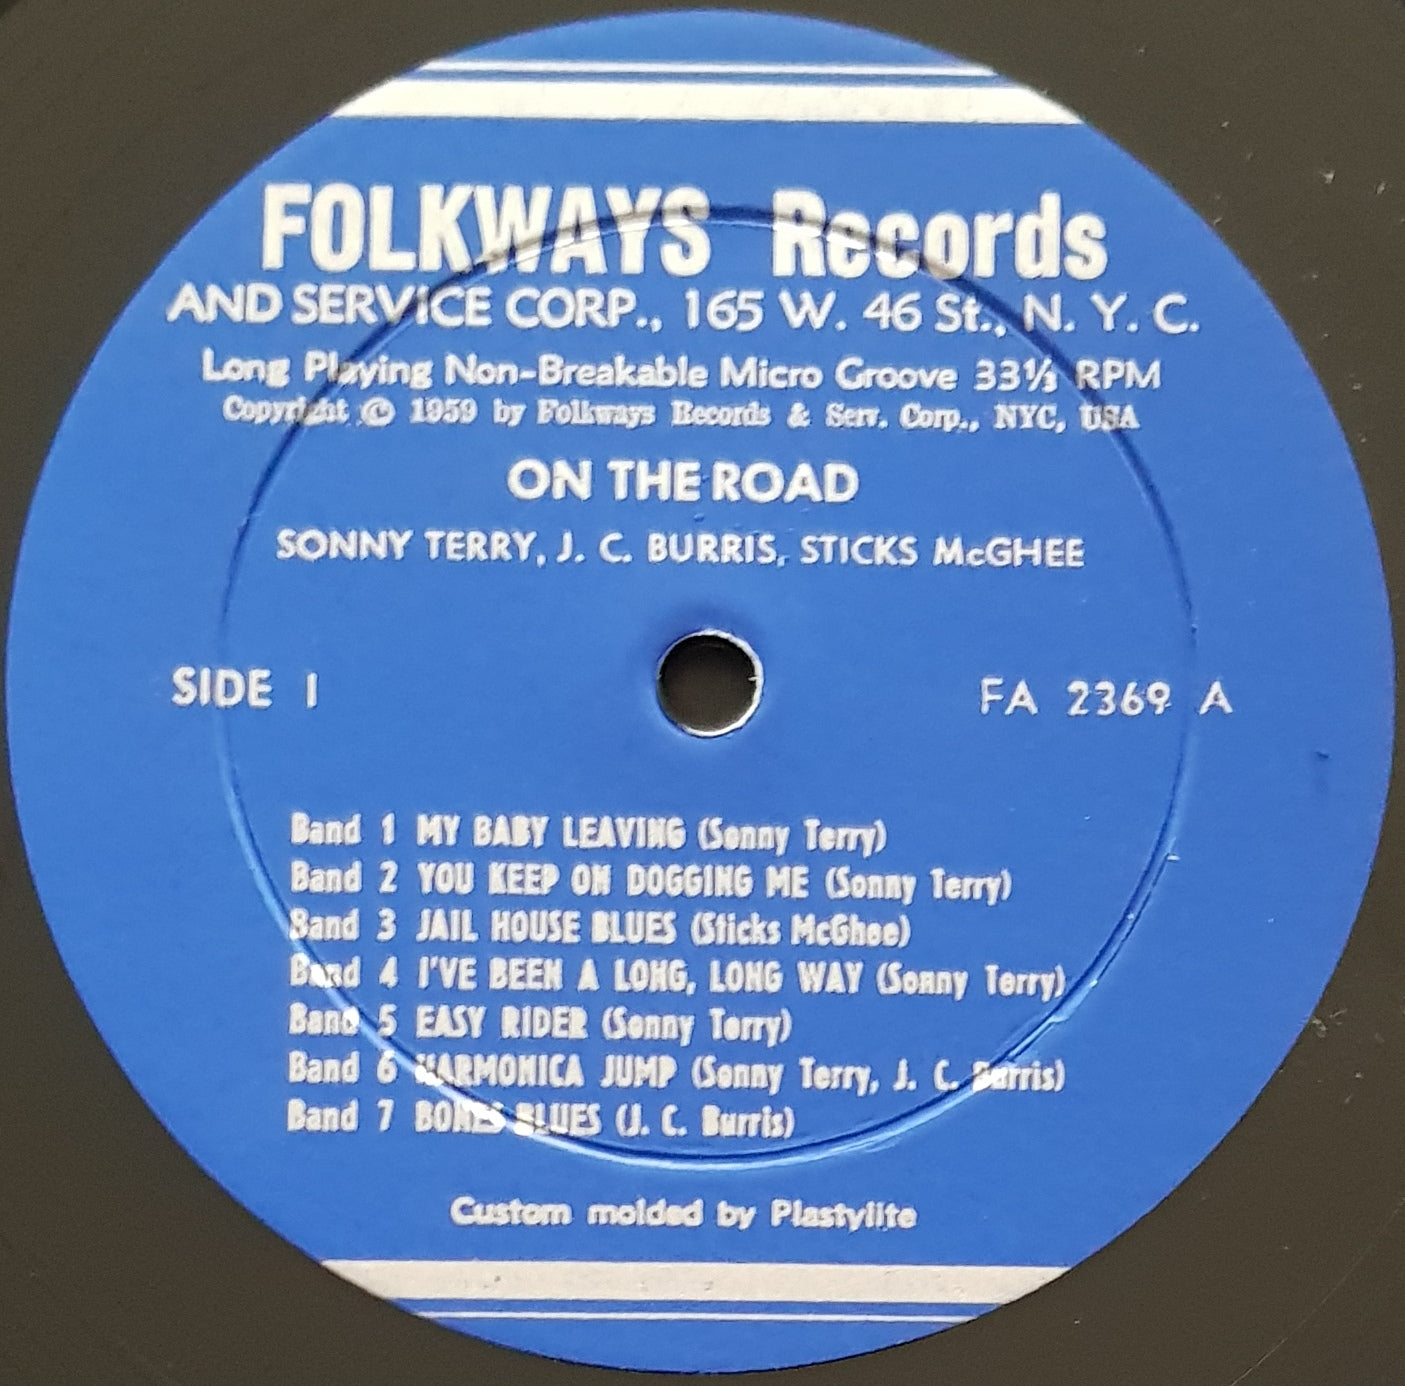 FOLKWAYS Records
AND SERVICE CORP., 165 W. 46 St., N. Y. C.
Long Playing Non-Breakable Micro Groove 33⅓ RPM
Copyright © 1959 by Folkways Records & Serv. Corp., NYC, USA
ON THE ROAD
SONNY TERRY, J. C. BURRIS, STICKS McGHEE
SIDE 1 FA 2369 A
Band 1 MY BABY LEAVING (Sonny Terry)
Band 2 YOU KEEP ON DOGGING ME (Sonny Terry)
Band 3 JAIL HOUSE BLUES (Sticks McGhee)
Band 4 I'VE BEEN A LONG, LONG WAY (Sonny Terry)
Band 5 EASY RIDER (Sonny Terry)
Band 6 HARMONICA JUMP (Sonny Terry, J. C. Burris)
Band 7 BONES BLUES (J. C. Burris)
Custom molded by Plastylite